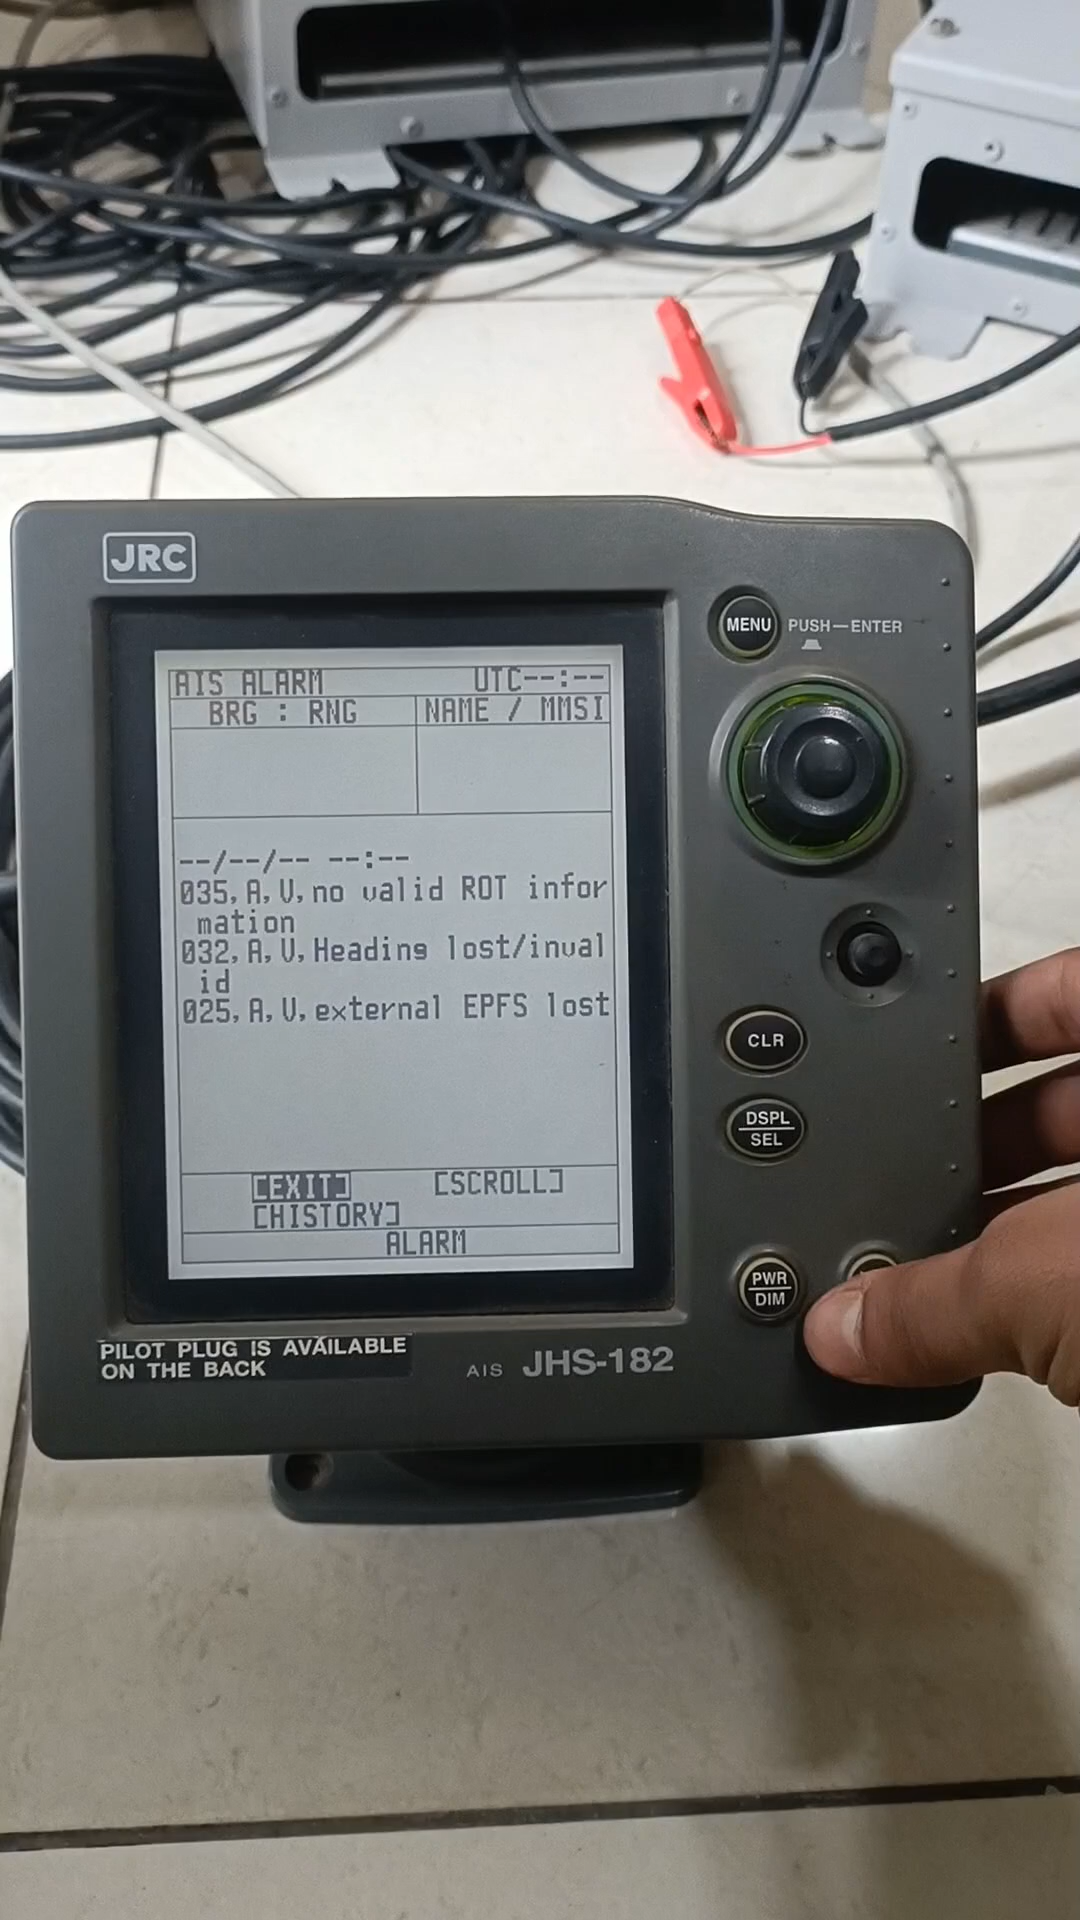 JRC
MENU
PUSH—ENTER
AIS ALARM UTC--:--
BRG : RNG NAME / MMSI
--/--/-- --:--
035,A,V,no valid ROT infor
mation
032,A,V,Heading lost/inval
id
025,A,V,external EPFS lost
[EXIT] [SCROLL]
[HISTORY]
ALARM
CLR
DSPL
SEL
PWR
DIM
PILOT PLUG IS AVAILABLE
ON THE BACK
AIS JHS-182